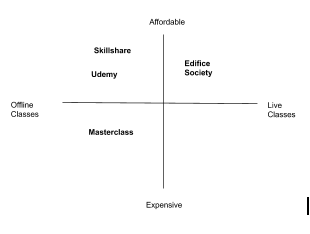 Affordable
Skillshare
Edifice
Society
Udemy
Offline
Classes
Live
Classes
Masterclass
Expensive